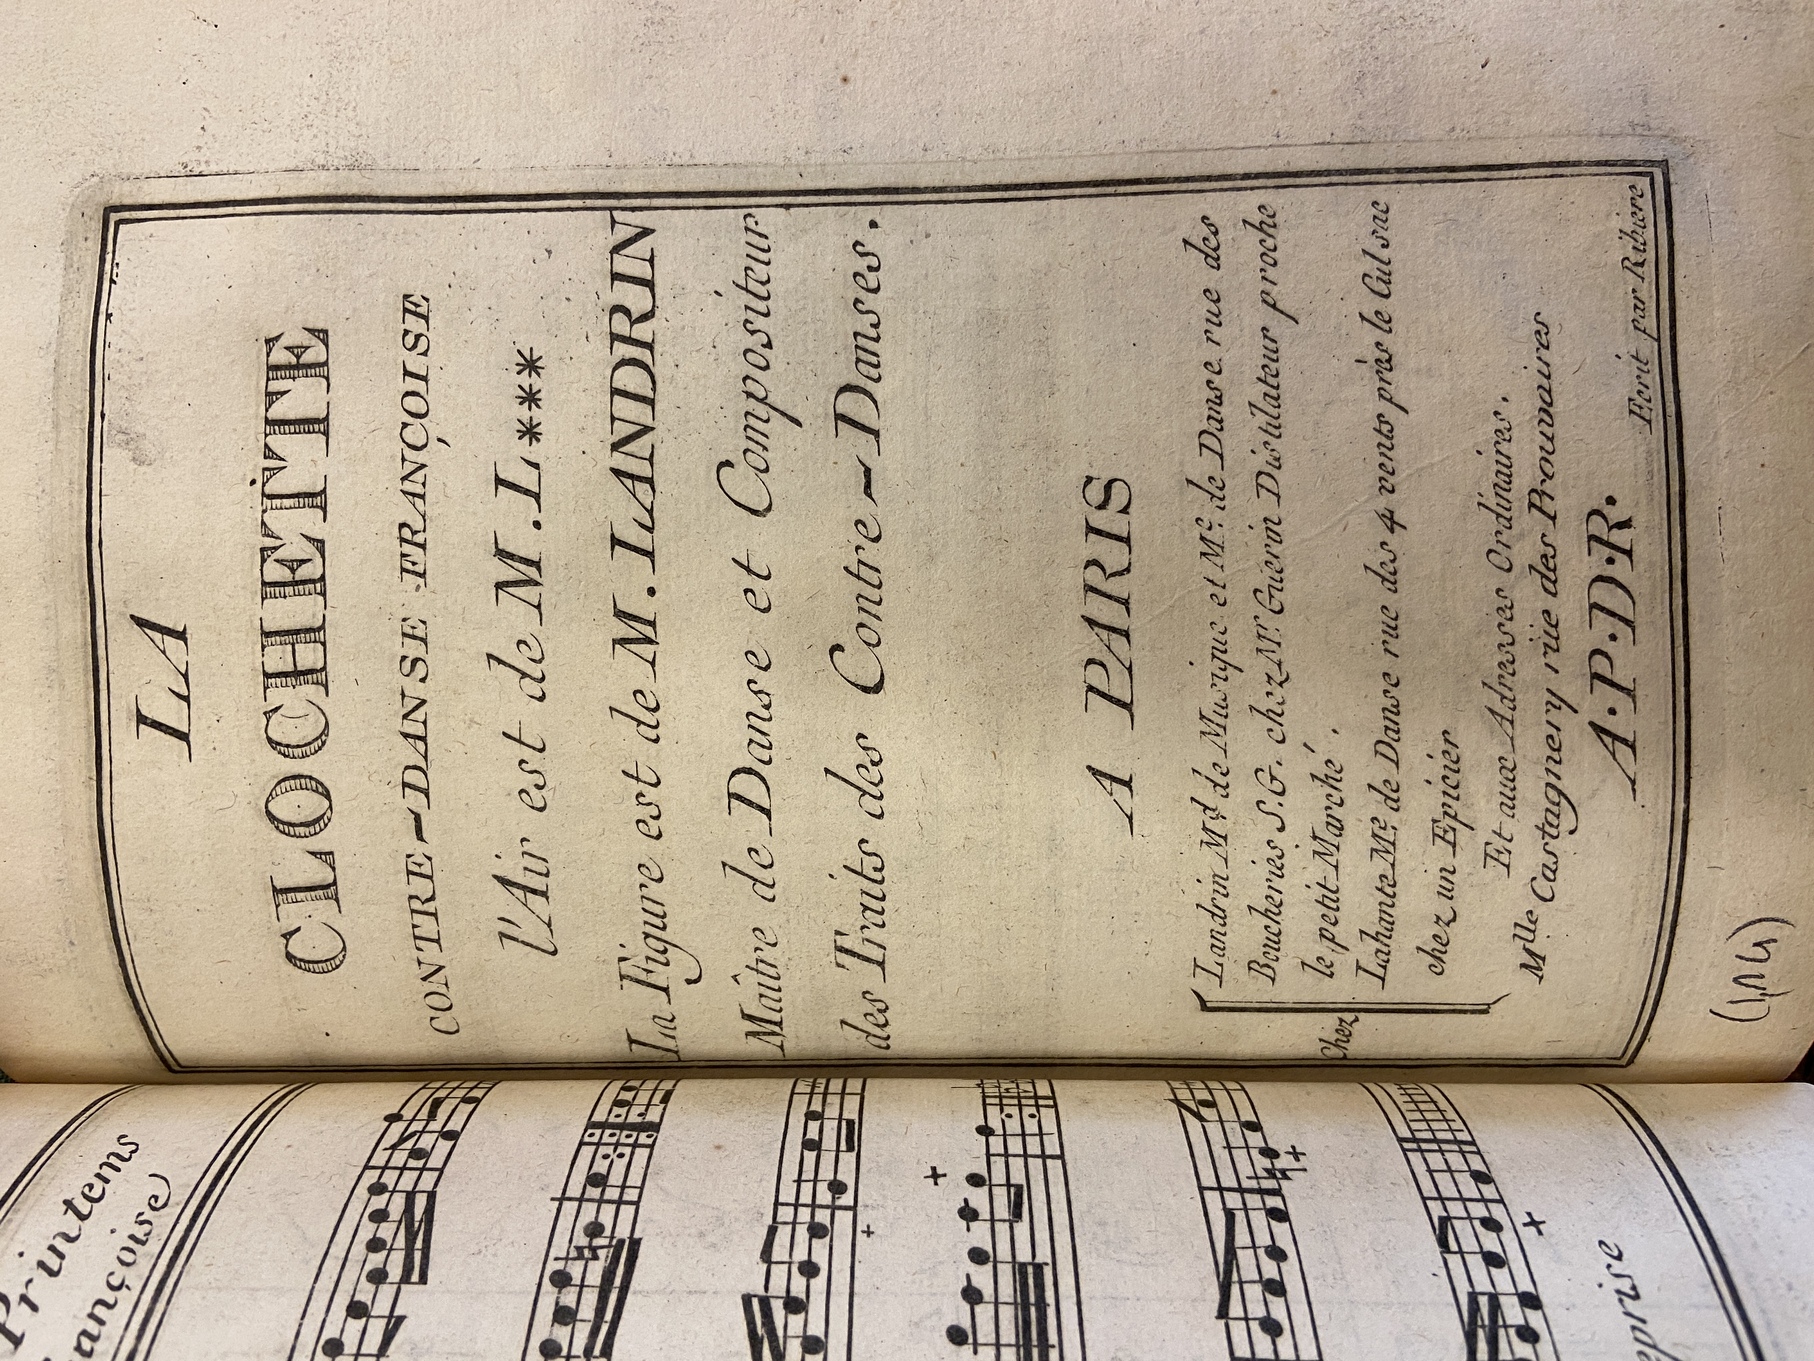 LA
CLOCHETTE
CONTRE-DANSE FRANÇOISE
l'Air est de M. L***
La Figure est de M. LANDRIN
Maître de Danse et Compositeur
des Traits des Contre-Danses.
A PARIS
Chez
Landrin Md. de Musique et Me. de Danse rue des
Boucheries S.G. chez Mr. Guerin Distilateur proche
le petit Marché.
Lahante Me. de Danse rue des 4 vents près le Cul sac
chez un Epicier
Et aux Adresses Ordinaires.
Mlle Castagnery rüe des Prouvaires
A.P.D.R.
Ecrit par Ribiere
Printems
ançoise
eprise